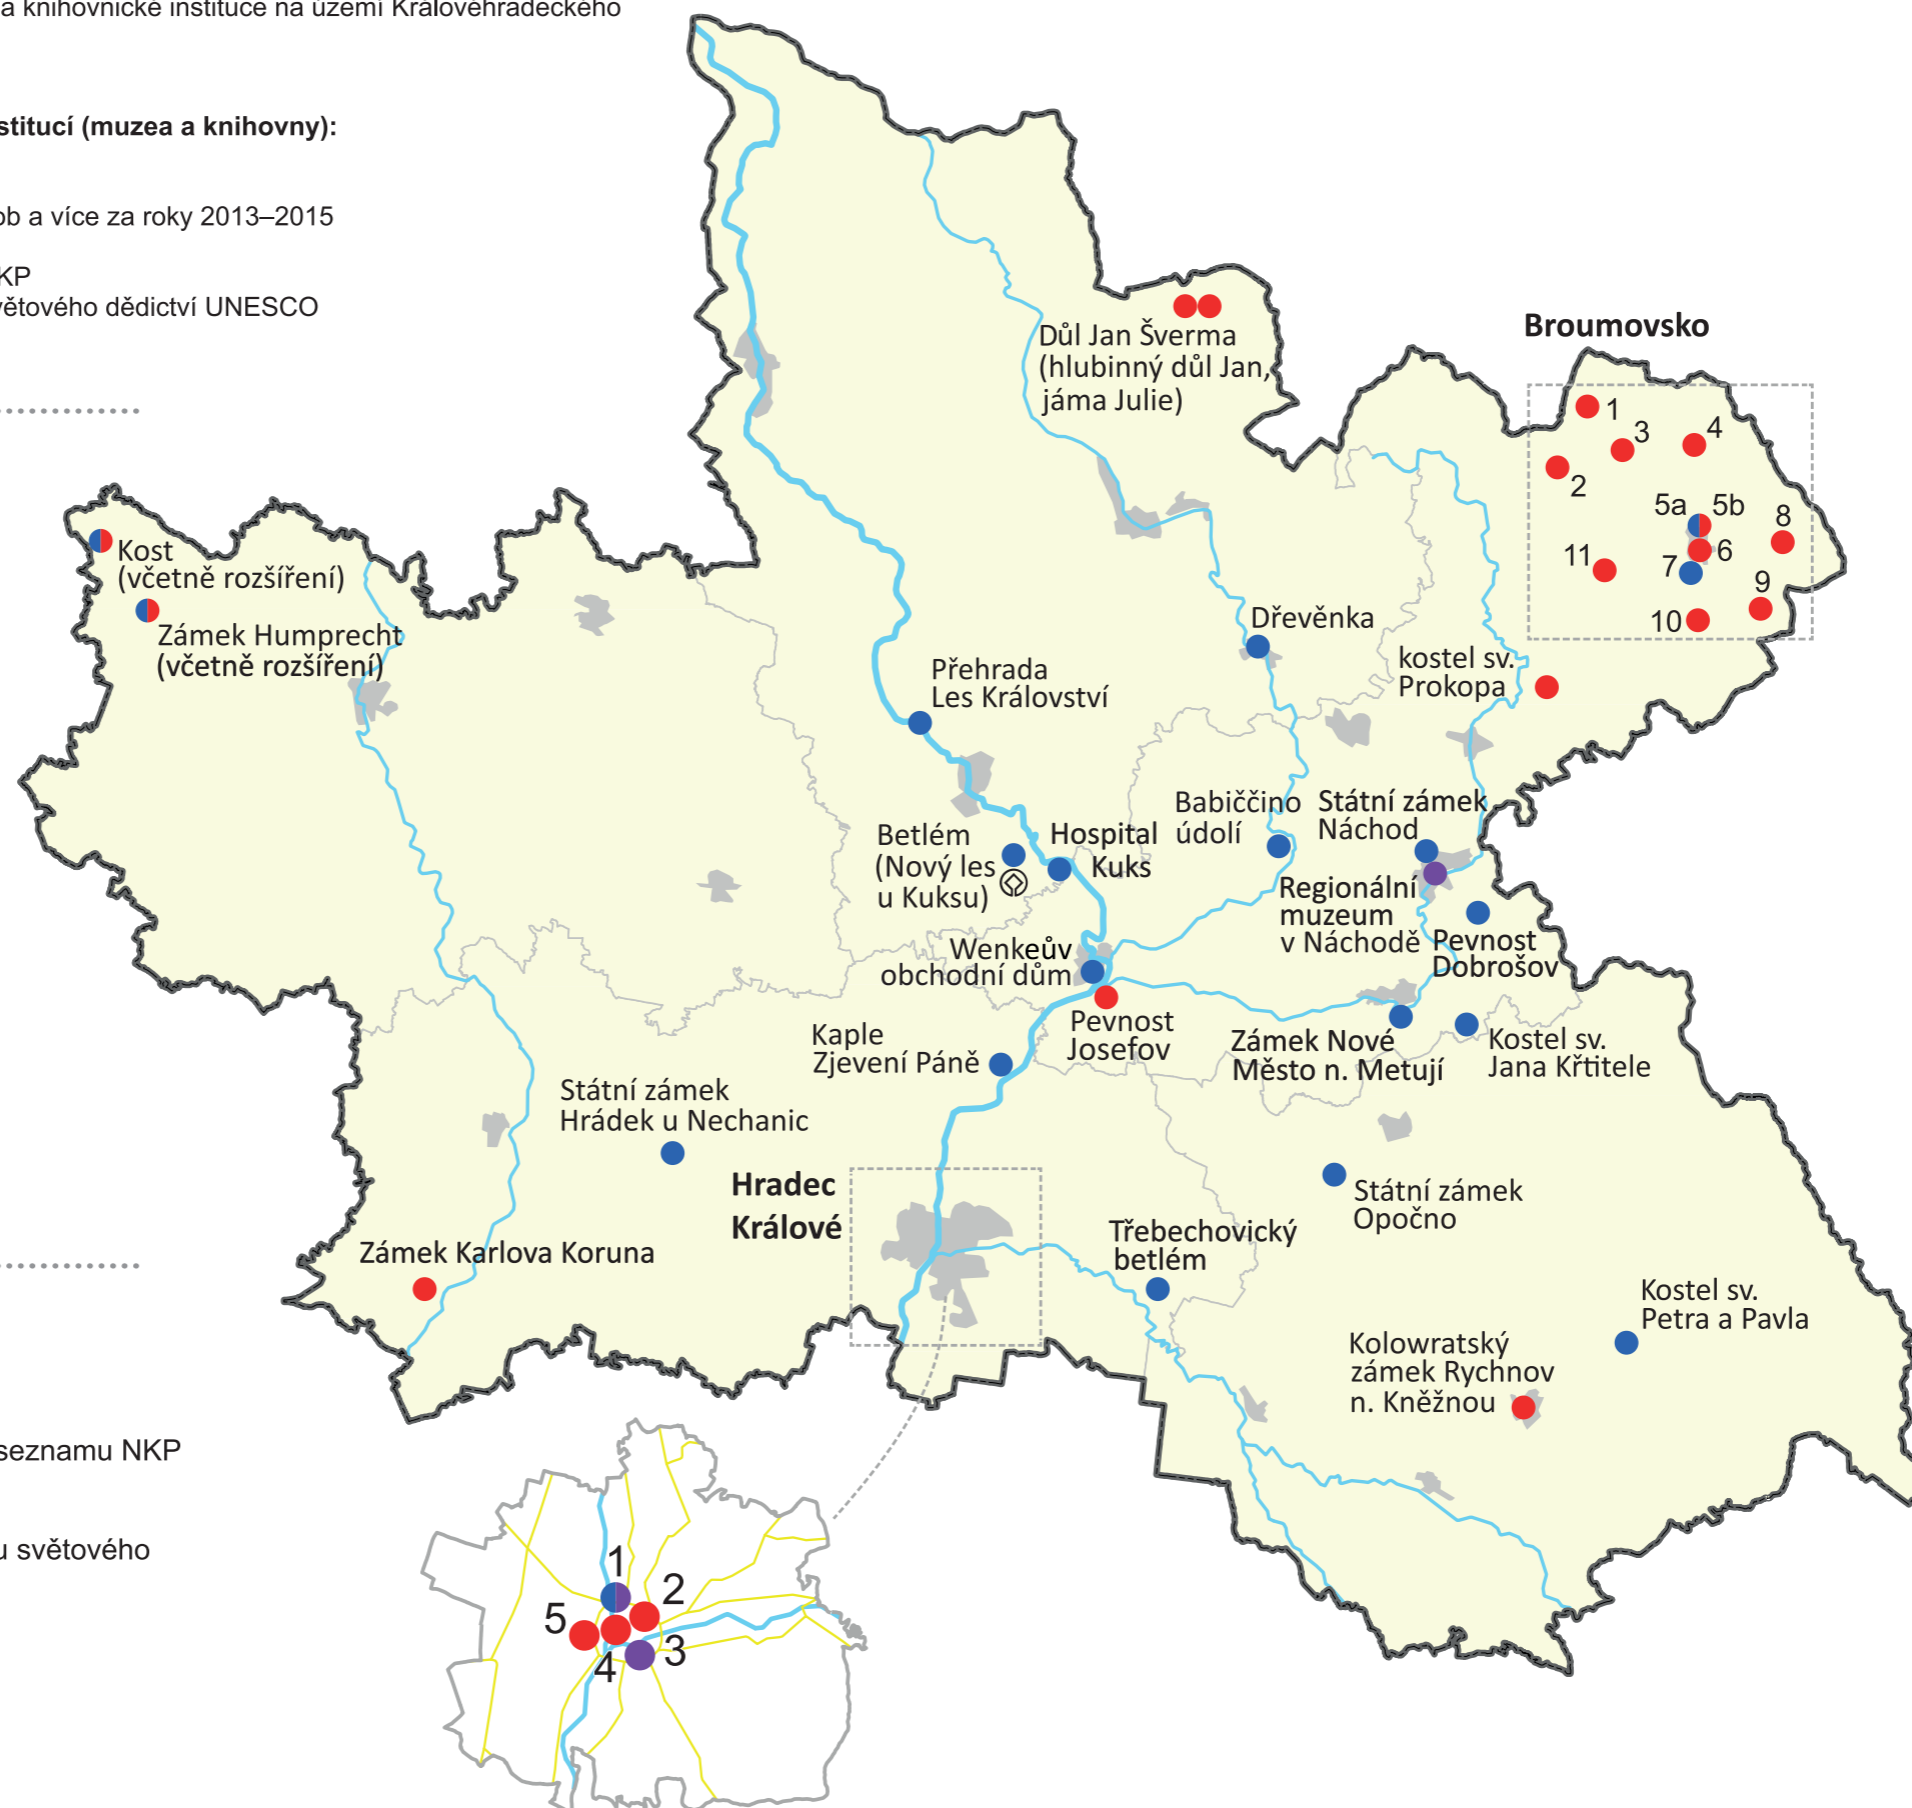 a knihovnické instituce na území Královéhradeckého
stitucí (muzea a knihovny):
ob a více za roky 2013–2015
KP
větového dědictví UNESCO
Důl Jan Šverma
(hlubinný důl Jan,
jáma Julie)
Broumovsko
1
3
4
2
5a 5b
8
11
6
7
9
10
Kost
(včetně rozšíření)
Zámek Humprecht
(včetně rozšíření)
Dřevěnka
kostel sv.
Prokopa
Přehrada
Les Království
Babiččino
údolí
Státní zámek
Náchod
Betlém
(Nový les
u Kuksu)
Hospital
Kuks
Regionální
muzeum
v Náchodě
Pevnost
Dobrošov
Wenkeův
obchodní dům
Pevnost
Josefov
Kaple
Zjevení Páně
Zámek Nové
Město n. Metují
Kostel sv.
Jana Křtitele
Státní zámek
Hrádek u Nechanic
Hradec
Králové
Státní zámek
Opočno
Třebechovický
betlém
Zámek Karlova Koruna
Kostel sv.
Petra a Pavla
Kolowratský
zámek Rychnov
n. Kněžnou
seznamu NKP
u světového
1
2
5
3
4